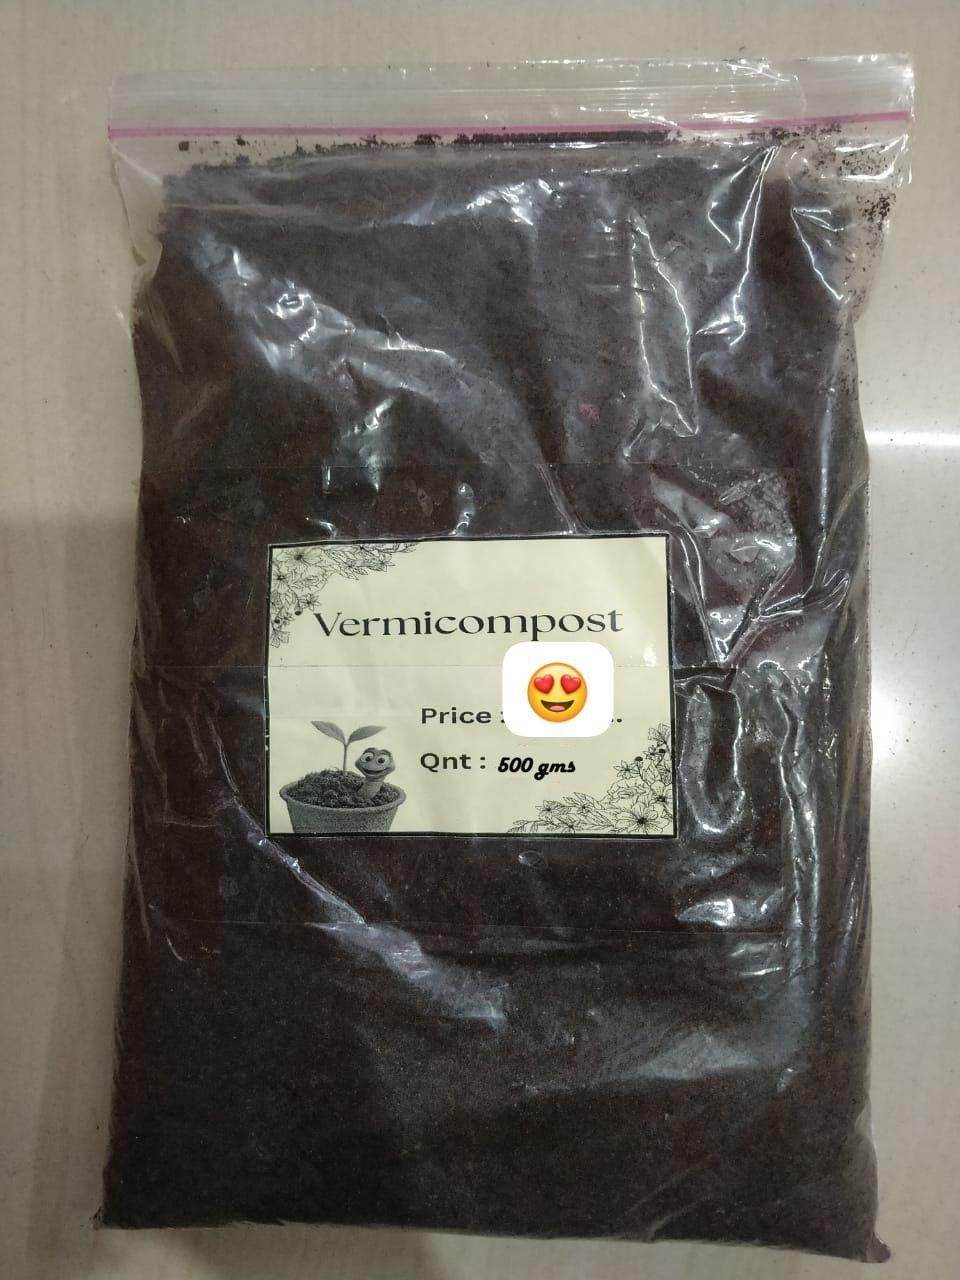 Vermicompost
Price :
Qnt : 500 gms